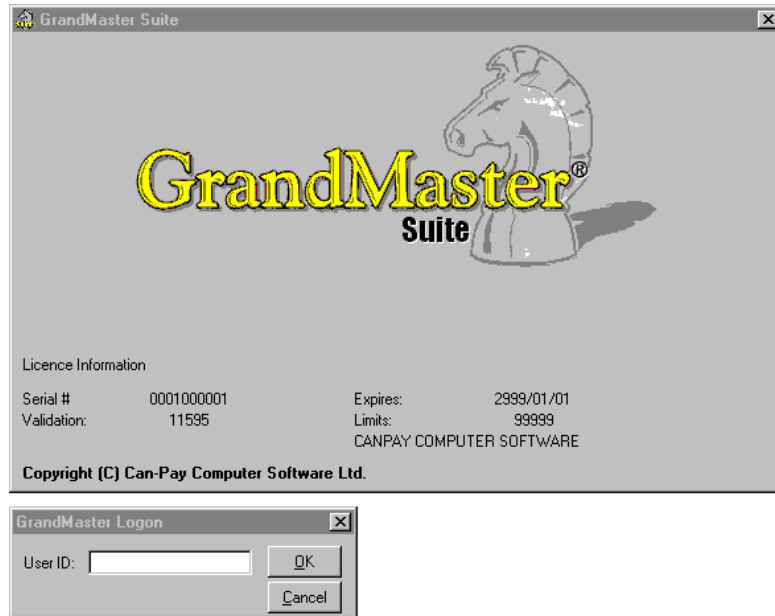 GrandMaster Suite
GrandMaster®
Suite
Licence Information
Serial # 0001000001 Expires: 2999/01/01
Validation: 11595 Limits: 99999
CANPAY COMPUTER SOFTWARE
Copyright (C) Can-Pay Computer Software Ltd.
GrandMaster Logon
User ID: OK
Cancel